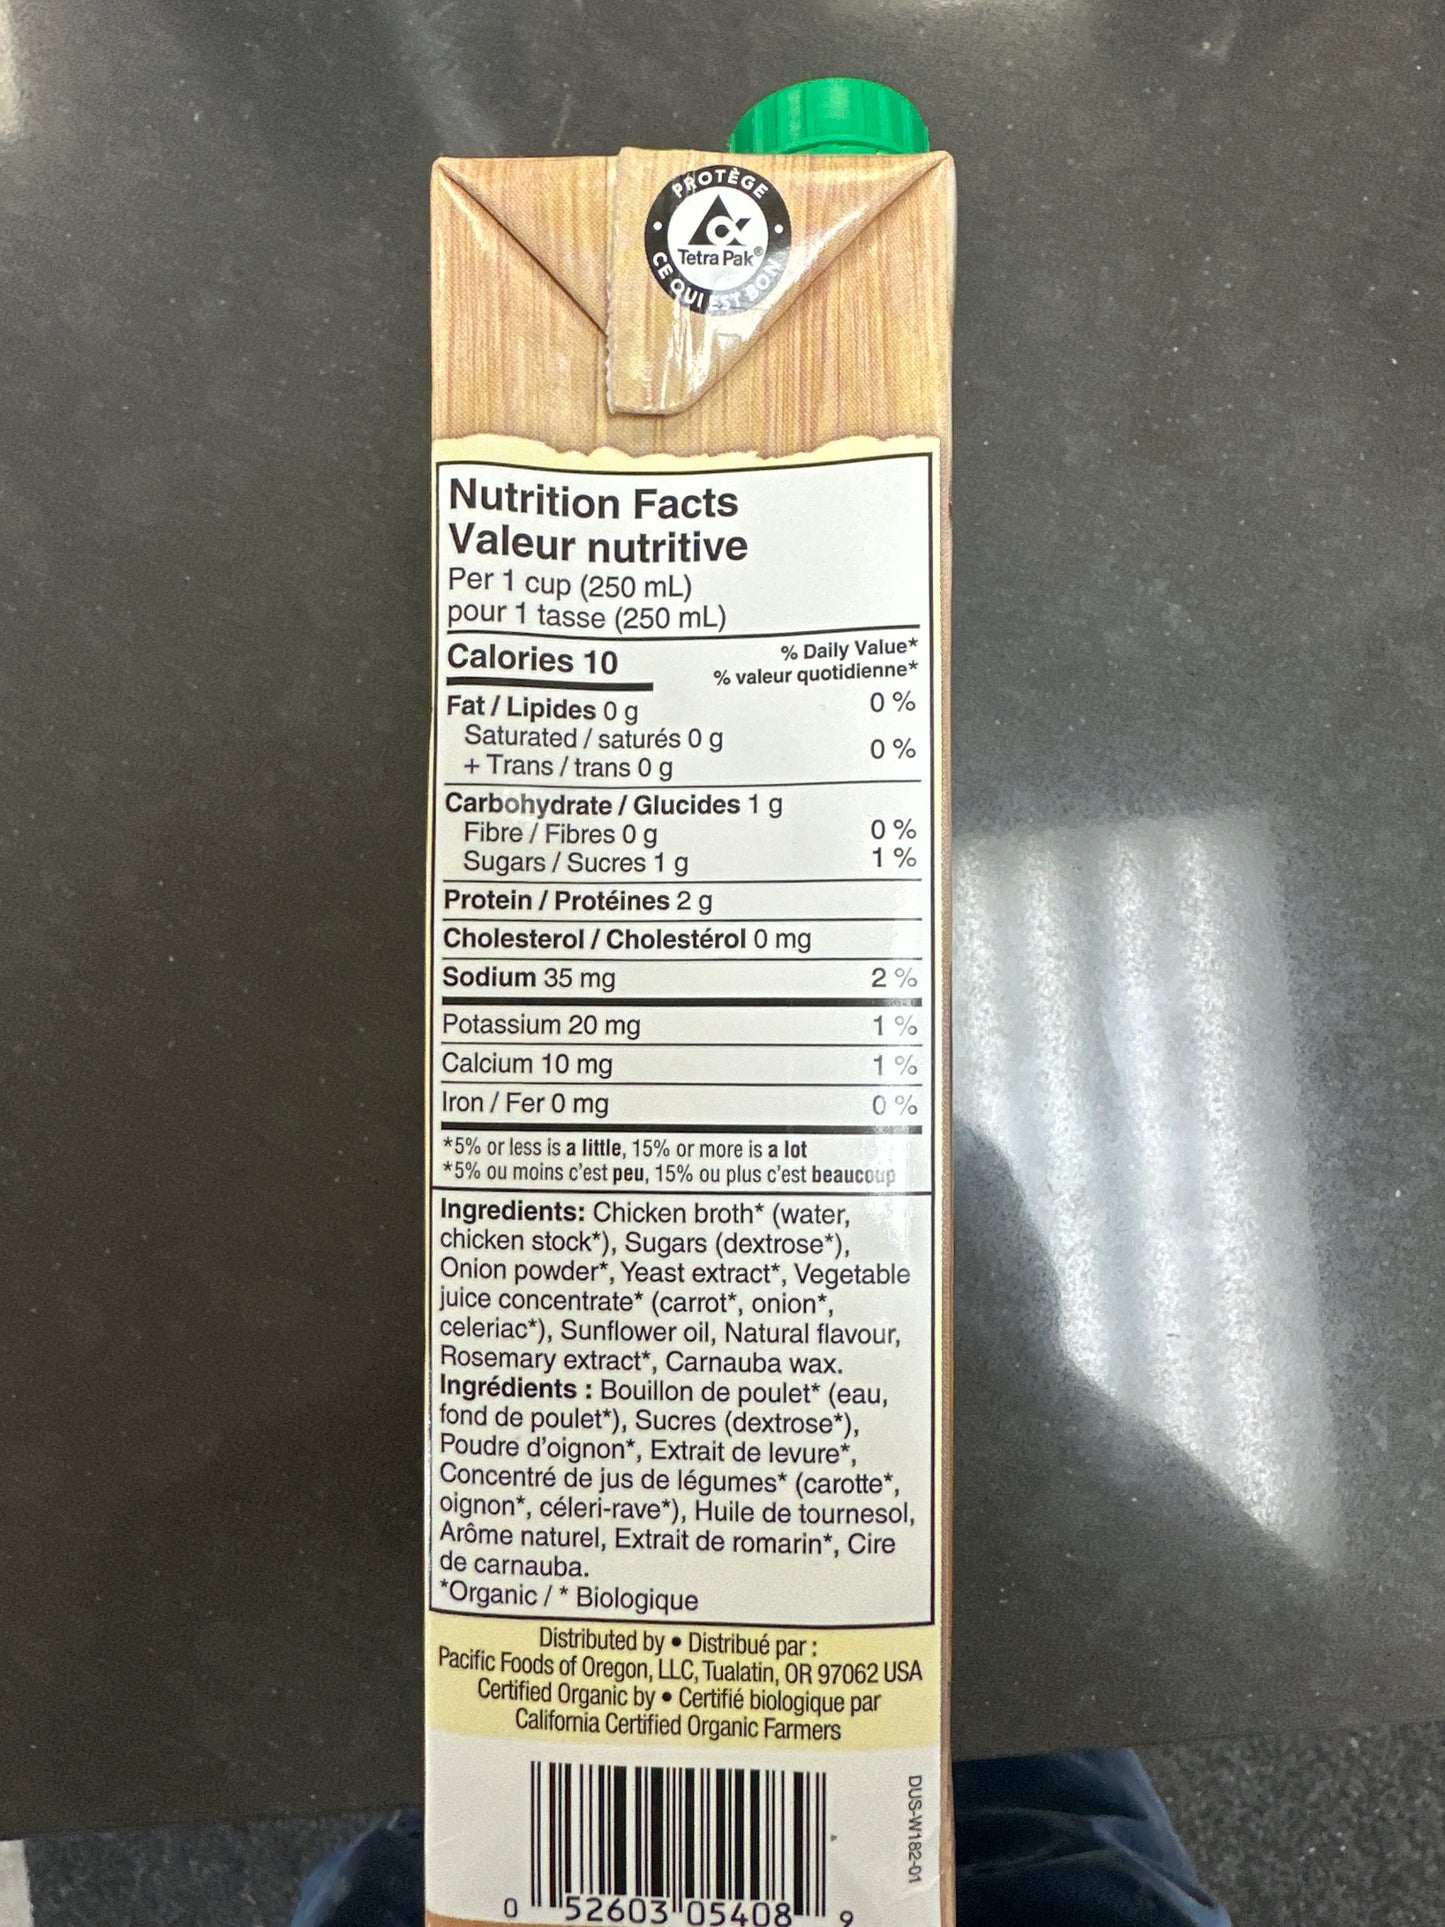 PROTÈGE
Tetra Pak®
CE QUI EST BON
Nutrition Facts
Valeur nutritive
Per 1 cup (250 mL)
pour 1 tasse (250 mL)
Calories 10
% Daily Value*
% valeur quotidienne*
Fat / Lipides 0 g 0 %
Saturated / saturés 0 g
+ Trans / trans 0 g 0 %
Carbohydrate / Glucides 1 g
Fibre / Fibres 0 g 0 %
Sugars / Sucres 1 g 1 %
Protein / Protéines 2 g
Cholesterol / Cholestérol 0 mg
Sodium 35 mg 2 %
Potassium 20 mg 1 %
Calcium 10 mg 1 %
Iron / Fer 0 mg 0 %
*5% or less is a little, 15% or more is a lot
*5% ou moins c'est peu, 15% ou plus c'est beaucoup
Ingredients: Chicken broth* (water,
chicken stock*), Sugars (dextrose*),
Onion powder*, Yeast extract*, Vegetable
juice concentrate* (carrot*, onion*,
celeriac*), Sunflower oil, Natural flavour,
Rosemary extract*, Carnauba wax.
Ingrédients : Bouillon de poulet* (eau,
fond de poulet*), Sucres (dextrose*),
Poudre d'oignon*, Extrait de levure*,
Concentré de jus de légumes* (carotte*,
oignon*, céleri-rave*), Huile de tournesol,
Arôme naturel, Extrait de romarin*, Cire
de carnauba.
*Organic / * Biologique
Distributed by • Distribué par :
Pacific Foods of Oregon, LLC, Tualatin, OR 97062 USA
Certified Organic by • Certifié biologique par
California Certified Organic Farmers
DUS-W182-01
0 52603 05408 9